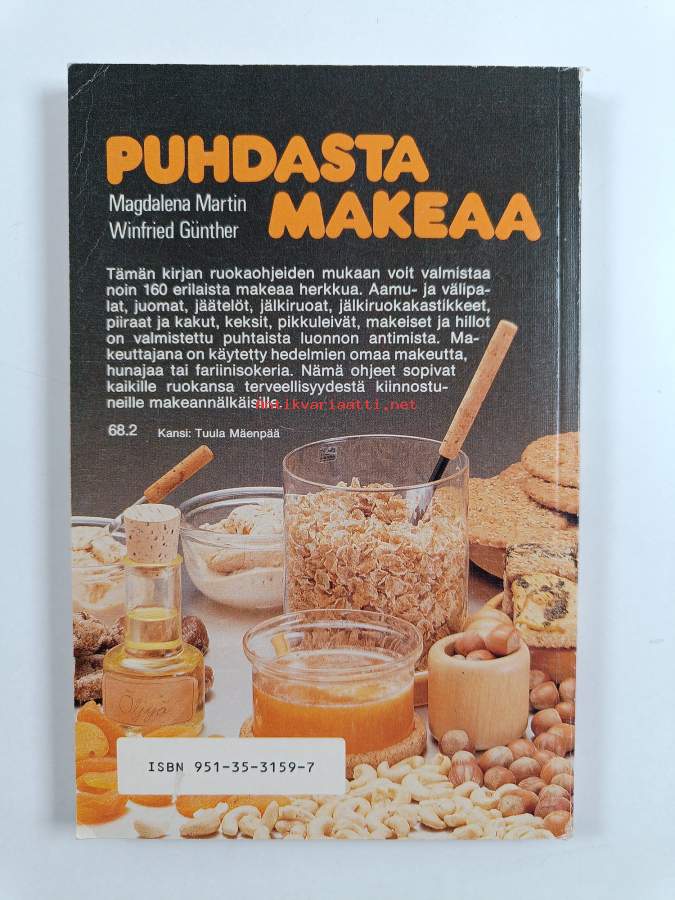 PUHDASTA
MAKEAA
Magdalena Martin
Winfried Günther
Tämän kirjan ruokaohjeiden mukaan voit valmistaa
noin 160 erilaista makeaa herkkua. Aamu- ja välipa-
lat, juomat, jäätelöt, jälkiruoat, jälkiruokakastikkeet,
piiraat ja kakut, keksit, pikkuleivät, makeiset ja hillot
on valmistettu puhtaista luonnon antimista. Ma-
keuttajana on käytetty hedelmien omaa makeutta,
hunajaa tai fariinisokeria. Nämä ohjeet sopivat
kaikille ruokansa terveellisyydestä kiinnostu-
neille makeannälkäisille.
Antikvariaatti.net
68.2 Kansi: Tuula Mäenpää
Öljyä
ISBN 951-35-3159-7